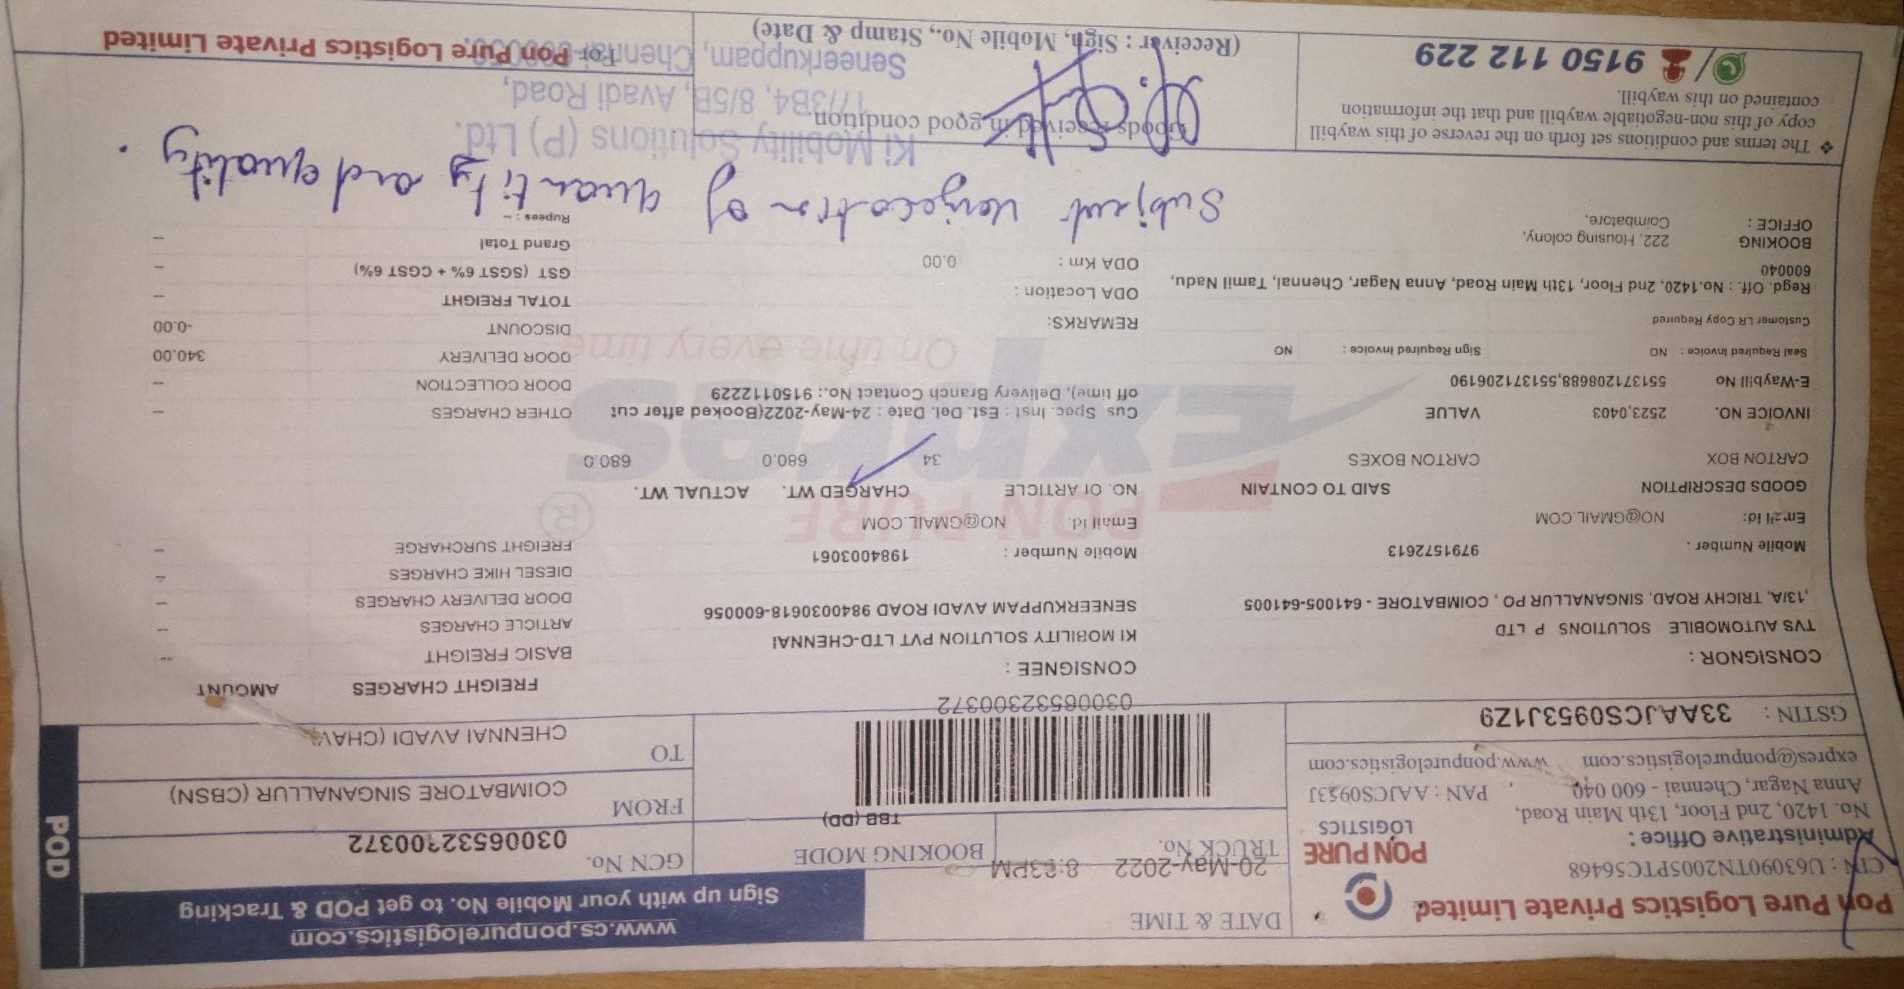 Pon Pure Logistics Private Limited
CIN : U63090TN2005PTC56468
Administrative Office :
No. 1420, 2nd Floor, 13th Main Road,
Anna Nagar, Chennai - 600 040
PAN : AAJCS0953J
expres@ponpurelogistics.com www.ponpurelogistics.com
GSTIN : 33AAJCS0953J1Z9
PON PURE
LOGISTICS
DATE & TIME
20-May-2022
TRUCK No.
BOOKING MODE
TBB (DD)
03006532300372
www.cs.ponpurelogistics.com
Sign up with your Mobile No. to get POD & Tracking
GCN No.
03006532300372
FROM
COIMBATORE SINGANALLUR (CBSN)
TO
CHENNAI AVADI (CHAV)
POD
CONSIGNOR :
TVS AUTOMOBILE SOLUTIONS P LTD
,13/A, TRICHY ROAD, SINGANALLUR PO , COIMBATORE - 641005-641005
Mobile Number . 9791572613
Email id: NO@GMAIL.COM
CONSIGNEE :
KI MOBILITY SOLUTION PVT LTD-CHENNAI
SENEERKUPPAM AVADI ROAD 9840030618-600056
Mobile Number : 1984003061
Email id. NO@GMAIL.COM
FREIGHT CHARGES AMOUNT
BASIC FREIGHT --
ARTICLE CHARGES --
DOOR DELIVERY CHARGES --
DIESEL HIKE CHARGES --
FREIGHT SURCHARGE --
GOODS DESCRIPTION SAID TO CONTAIN NO. Of ARTICLE CHARGED WT. ACTUAL WT.
CARTON BOX CARTON BOXES 34 680.0 680.0
PON PURE
Expres
®
On time every time
INVOICE NO. 2523,0403 VALUE
E-Waybill No 551371208688,551371206190
Seal Required Invoice : NO Sign Required Invoice : NO
Customer LR Copy Required
Cus Spec. Inst : Est. Del. Date : 24-May-2022(Booked after cut
off time), Delivery Branch Contact No.: 915011222​9
REMARKS:
ODA Location :
ODA Km : 0.00
OTHER CHARGES --
DOOR COLLECTION --
DOOR DELIVERY 340.00
DISCOUNT -0.00
TOTAL FREIGHT --
GST (SGST 6% + CGST 6%) --
Grand Total --
Rupees : --
Regd. Off. : No.1420, 2nd Floor, 13th Main Road, Anna Nagar, Chennai, Tamil Nadu,
600040
BOOKING
OFFICE :
222. Housing colony,
Coimbatore,
Subject of quantity and quality.
❖ The terms and conditions set forth on the reverse of this waybill
copy of this non-negotiable waybill and that the information
contained on this waybill.
9150 112 229
Goods received in good condition.
Ki Mobility Solutions (P) Ltd.
17/3B4, 8/5B, Avadi Road,
Seneerkuppam, Chennai
(Receiver : Sign, Mobile No., Stamp & Date)
For Pon Pure Logistics Private Limited